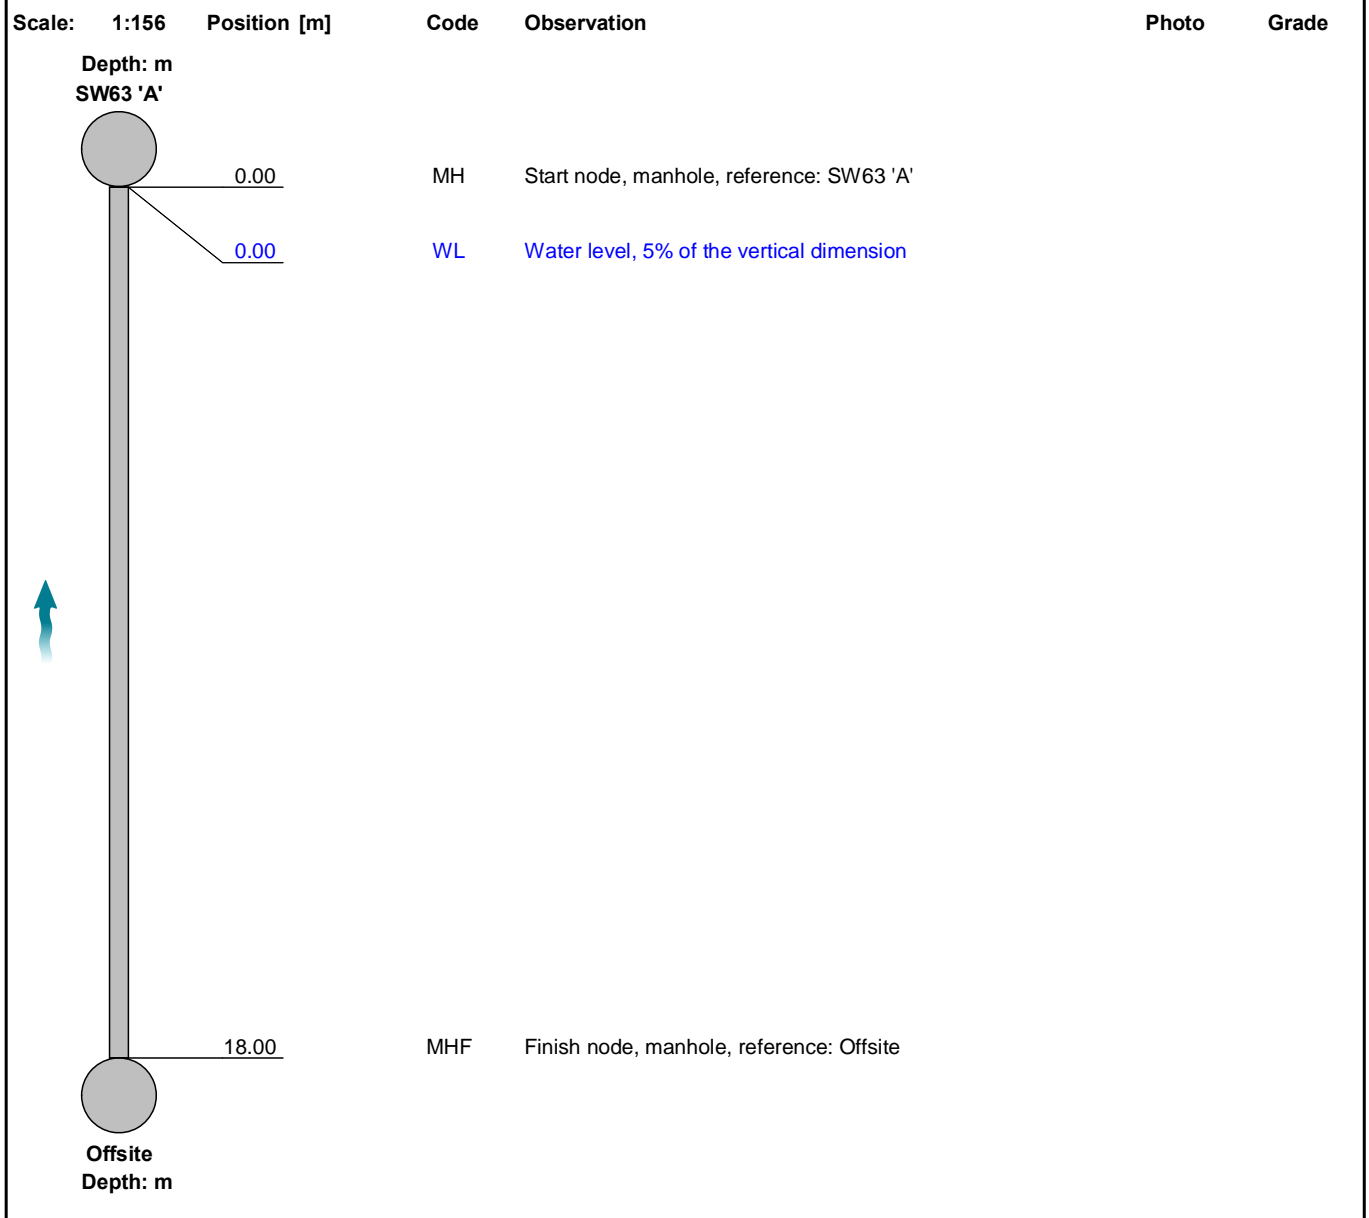 Scale: 1:156 Position [m] Code Observation Photo Grade
Depth: m
SW63 'A'
0.00 MH Start node, manhole, reference: SW63 'A'
0.00 WL Water level, 5% of the vertical dimension
18.00 MHF Finish node, manhole, reference: Offsite
Offsite
Depth: m